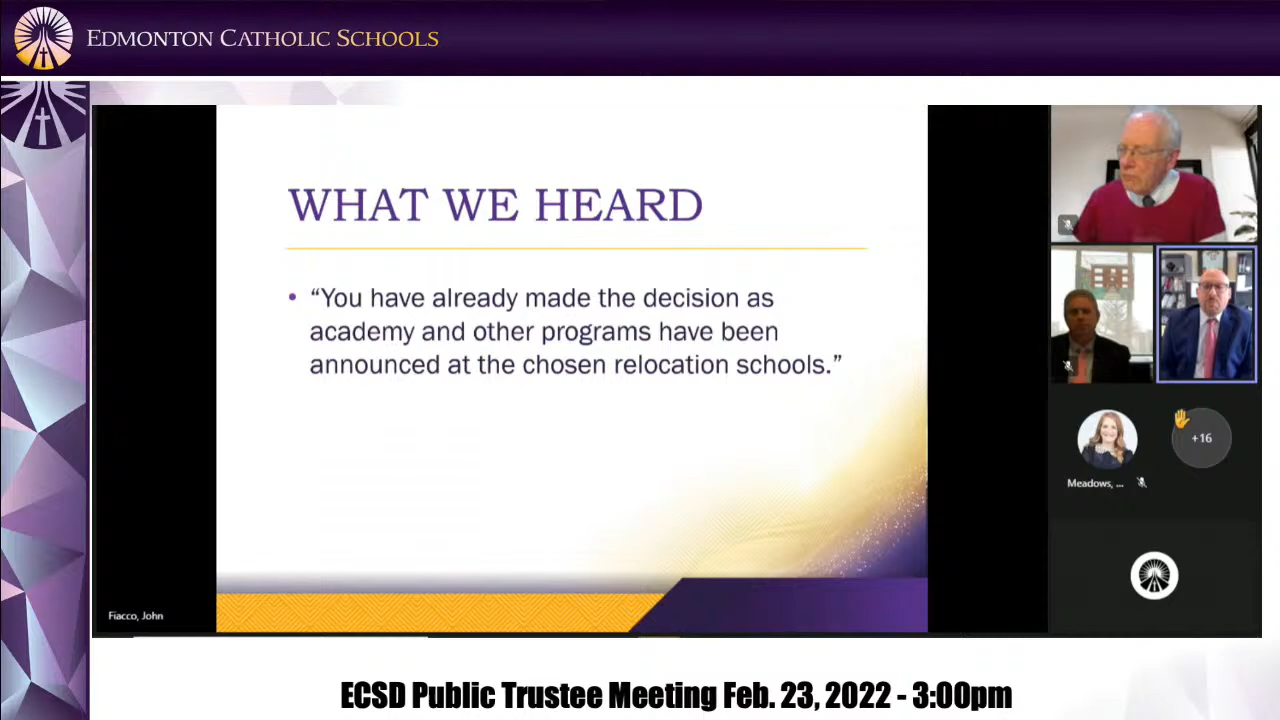 EDMONTON CATHOLIC SCHOOLS
WHAT WE HEARD
• “You have already made the decision as
academy and other programs have been
announced at the chosen relocation schools.”
+16
Meadows, ...
Fiacco, John
ECSD Public Trustee Meeting Feb. 23, 2022 - 3:00pm